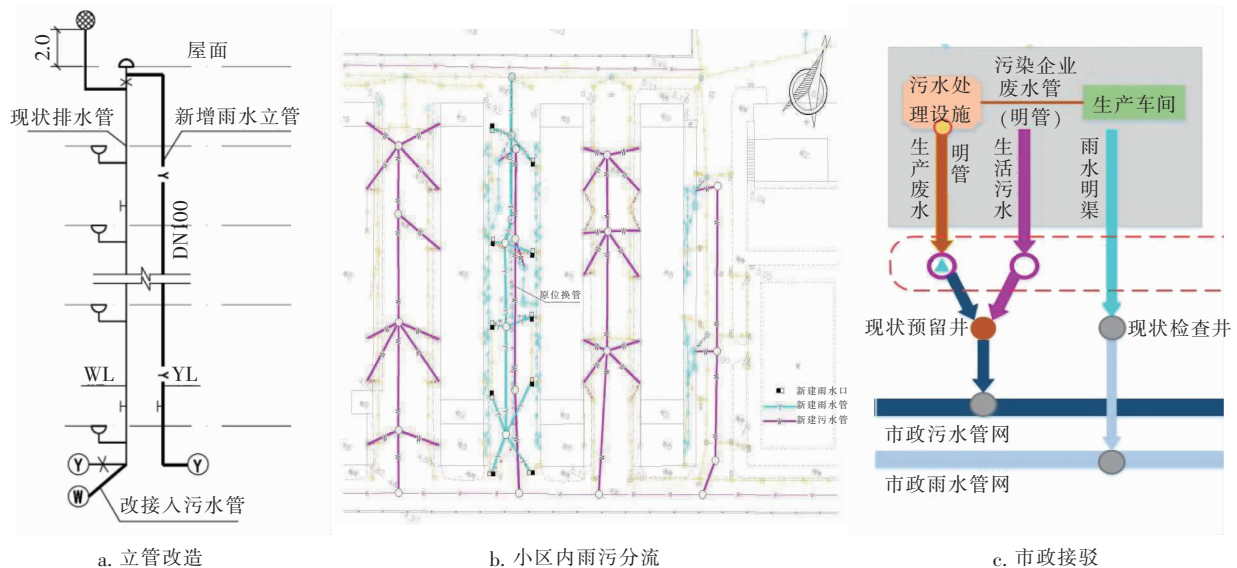 2.0
屋面
现状排水管
新增雨水立管
Y
DN100
WL
YL
Y
Y
Y
W
改接入污水管
a. 立管改造
N
原位换管
新建雨水口
新建雨水管
新建污水管
b. 小区内雨污分流
污水处
理设施
污染企业
废水管
(明管)
生产车间
生产废水
明管
生活污水
雨水明渠
现状预留井
现状检查井
市政污水管网
市政雨水管网
c. 市政接驳